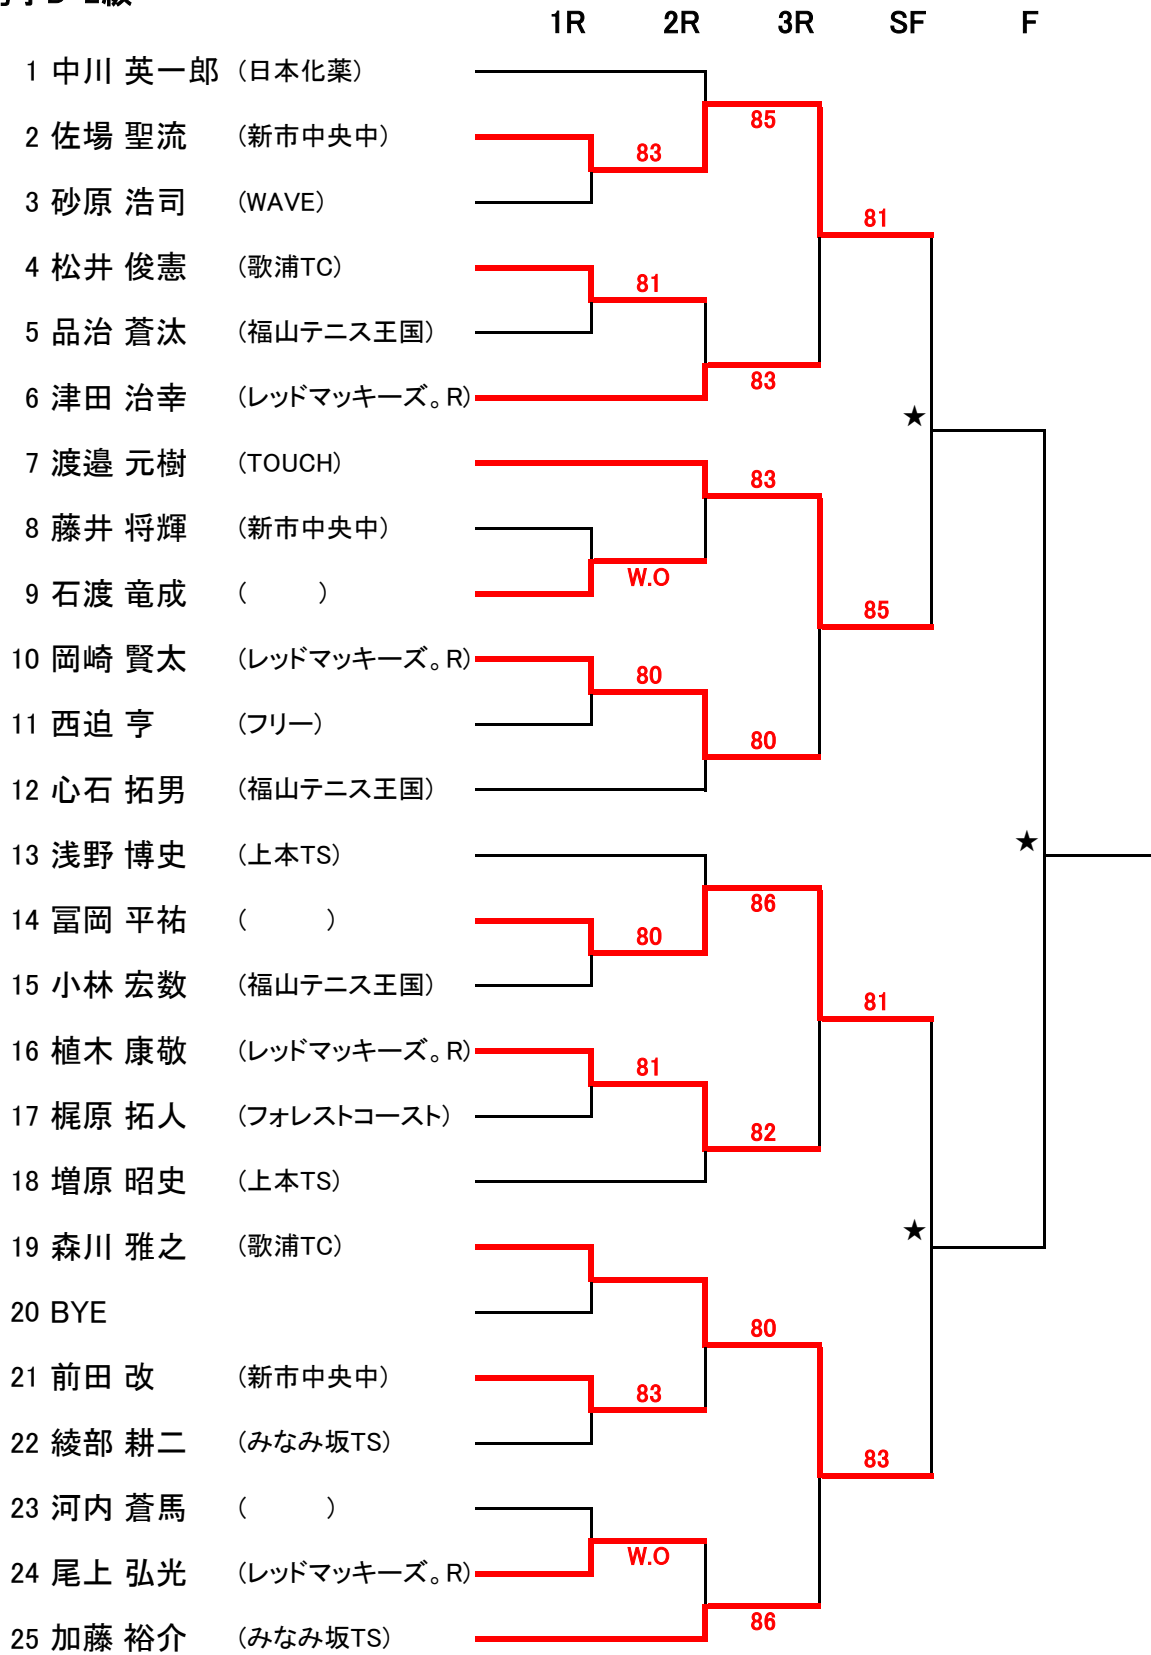 1R 2R 3R SF F
1 中川 英一郎 (日本化薬)
85
2 佐場 聖流 (新市中央中)
83
3 砂原 浩司 (WAVE)
81
4 松井 俊憲 (歌浦TC)
81
5 品治 蒼汰 (福山テニス王国)
83
6 津田 治幸 (レッドマッキーズ。R)
★
7 渡邉 元樹 (TOUCH)
83
8 藤井 将輝 (新市中央中)
W.O
9 石渡 竜成 ( )
85
10 岡崎 賢太 (レッドマッキーズ。R)
80
11 西迫 亨 (フリー)
80
12 心石 拓男 (福山テニス王国)
★
13 浅野 博史 (上本TS)
86
14 冨岡 平祐 ( )
80
15 小林 宏数 (福山テニス王国)
81
16 植木 康敬 (レッドマッキーズ。R)
81
17 梶原 拓人 (フォレストコースト)
82
18 増原 昭史 (上本TS)
★
19 森川 雅之 (歌浦TC)
20 BYE
80
21 前田 改 (新市中央中)
83
22 綾部 耕二 (みなみ坂TS)
83
23 河内 蒼馬 ( )
W.O
24 尾上 弘光 (レッドマッキーズ。R)
86
25 加藤 裕介 (みなみ坂TS)